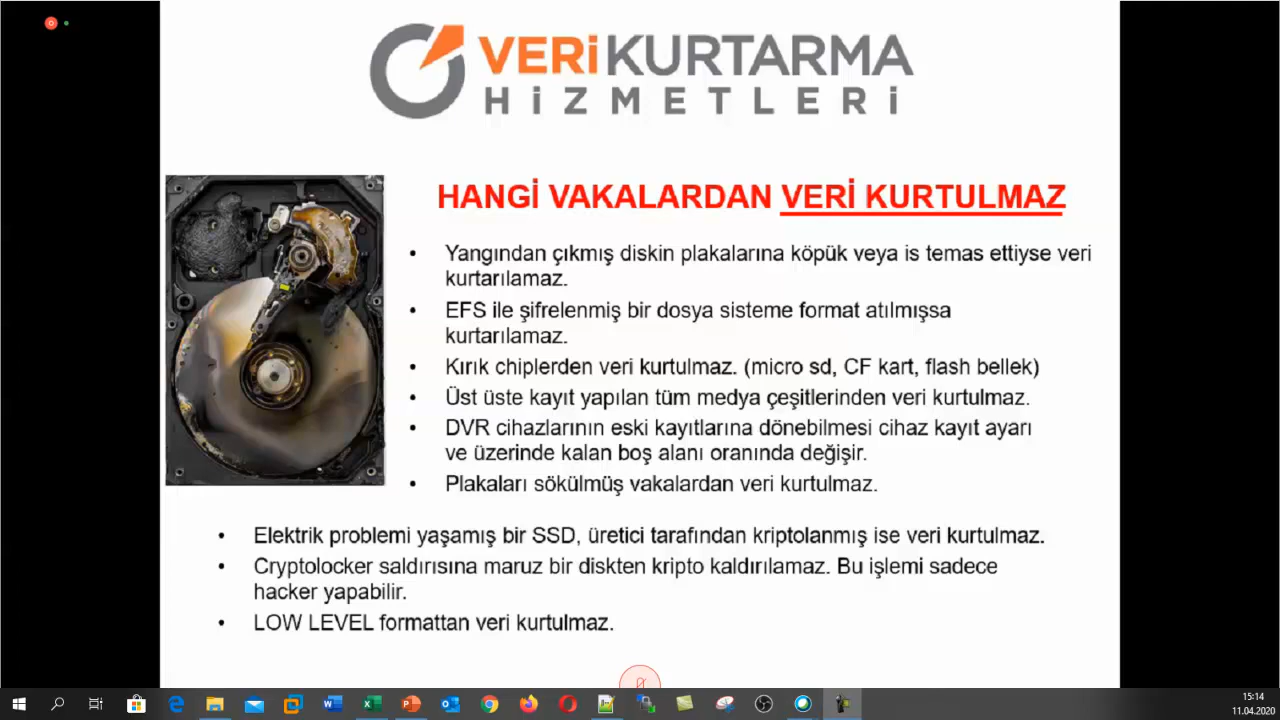 VERİKURTARMA
HİZMETLERİ
HANGİ VAKALARDAN VERİ KURTULMAZ
• Yangından çıkmış diskin plakalarına köpük veya is temas ettiyse veri
kurtarılamaz.
• EFS ile şifrelenmiş bir dosya sisteme format atılmışsa
kurtarılamaz.
• Kırık chiplerden veri kurtulmaz. (micro sd, CF kart, flash bellek)
• Üst üste kayıt yapılan tüm medya çeşitlerinden veri kurtulmaz.
• DVR cihazlarının eski kayıtlarına dönebilmesi cihaz kayıt ayarı
ve üzerinde kalan boş alanı oranında değişir.
• Plakaları sökülmüş vakalardan veri kurtulmaz.
• Elektrik problemi yaşamış bir SSD, üretici tarafından kriptolanmış ise veri kurtulmaz.
• Cryptolocker saldırısına maruz bir diskten kripto kaldırılamaz. Bu işlemi sadece
hacker yapabilir.
• LOW LEVEL formattan veri kurtulmaz.
15:14
11.04.2020